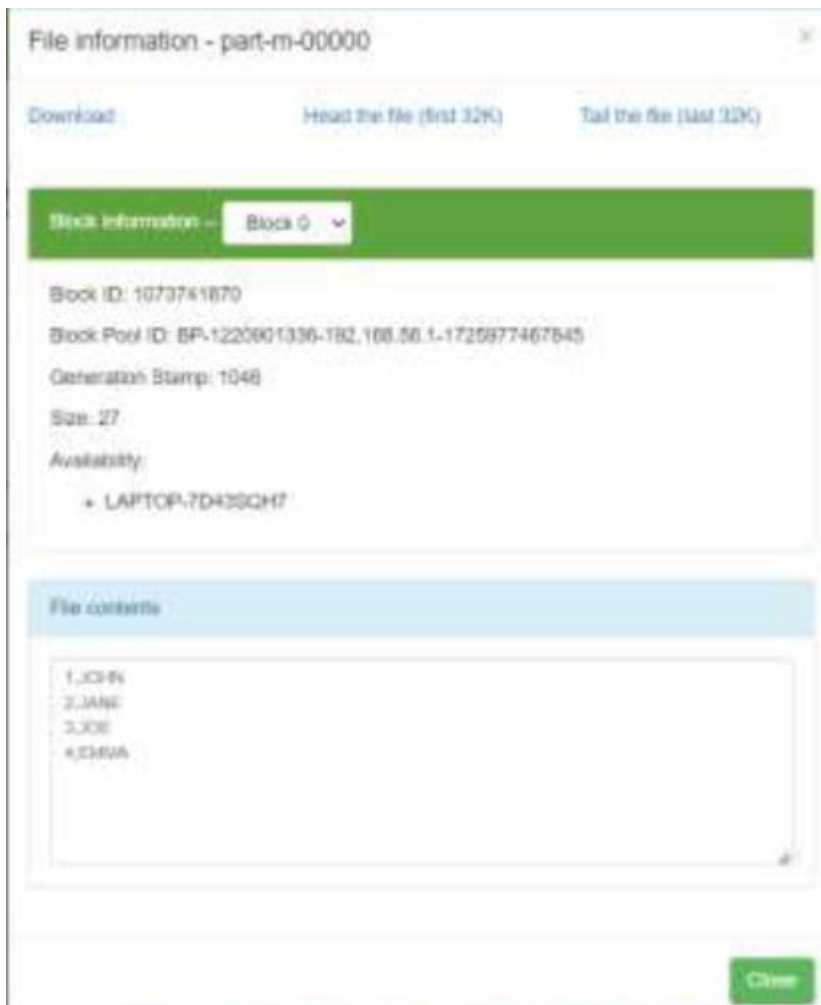 File information - part-m-00000 ×
Download Head the file (first 32K) Tail the file (last 32K)
Block information -- Block 0
Block ID: 1073741870
Block Pool ID: BP-1220901336-192.168.56.1-1725977467845
Generation Stamp: 1046
Size: 27
Availability:
LAPTOP-7D43SQH7
File contents
1,JOHN
2,JANE
3,JOE
Close